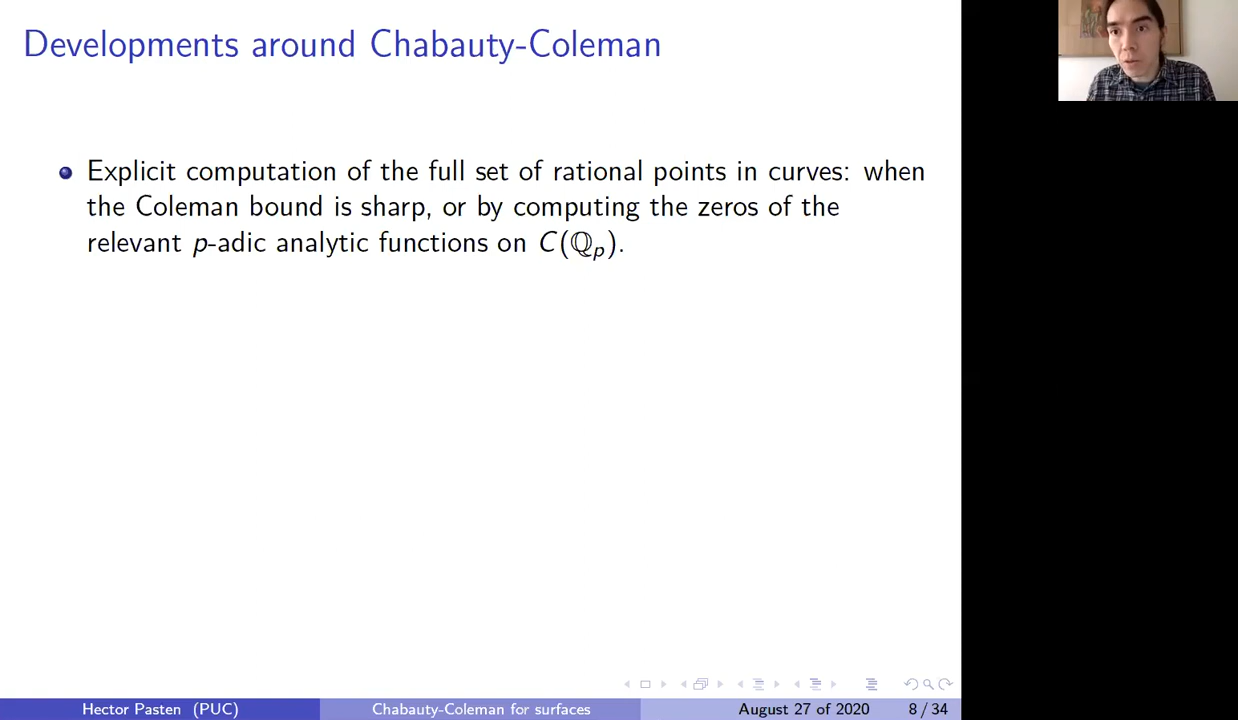 Developments around Chabauty-Coleman
Explicit computation of the full set of rational points in curves: when
the Coleman bound is sharp, or by computing the zeros of the
relevant p-adic analytic functions on C(ℚₚ).
Hector Pasten (PUC)
Chabauty-Coleman for surfaces
August 27 of 2020
8 / 34